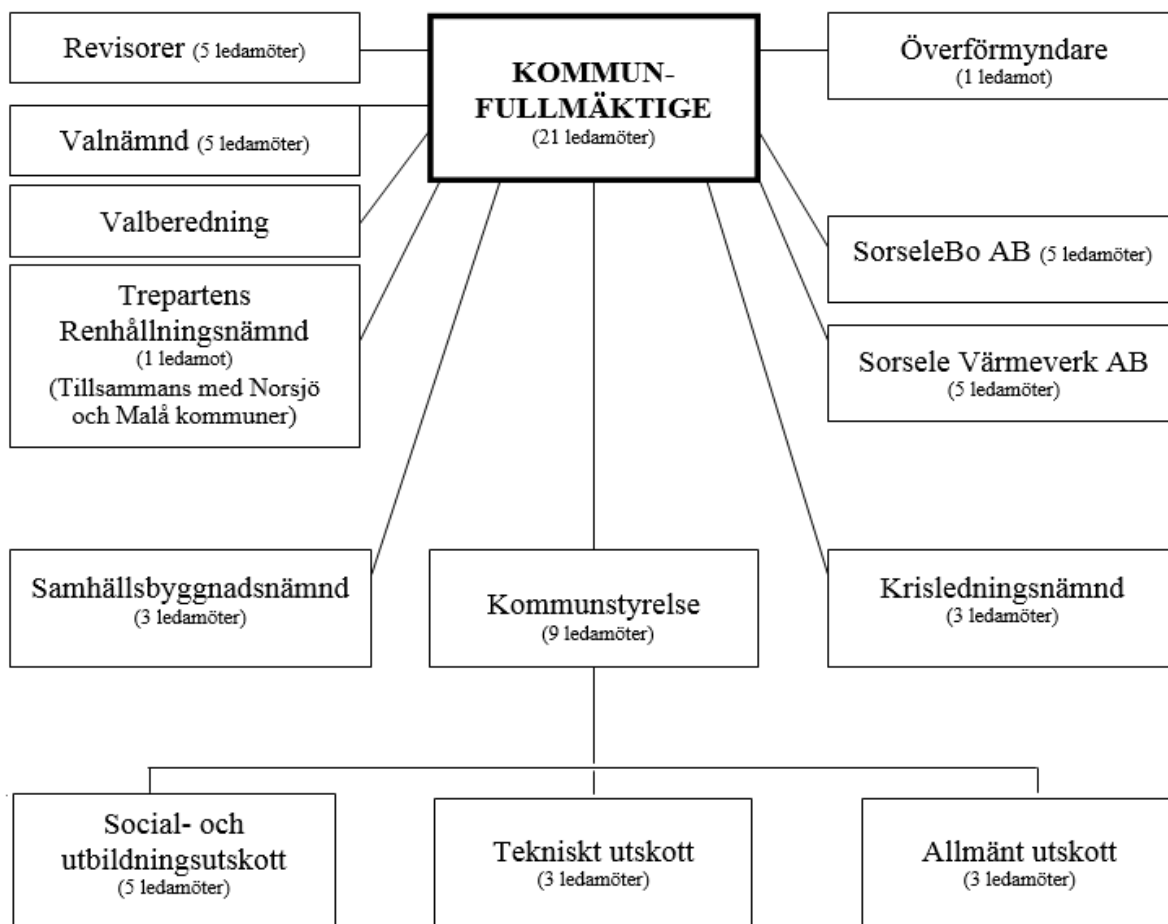 Revisorer (5 ledamöter)
KOMMUN-
FULLMÄKTIGE
(21 ledamöter)
Överförmyndare
(1 ledamot)
Valnämnd (5 ledamöter)
Valberedning
Trepartens
Renhållningsnämnd
(1 ledamot)
(Tillsammans med Norsjö
och Malå kommuner)
SorseleBo AB (5 ledamöter)
Sorsele Värmeverk AB
(5 ledamöter)
Samhällsbyggnadsnämnd
(3 ledamöter)
Kommunstyrelse
(9 ledamöter)
Krisledningsnämnd
(3 ledamöter)
Social- och
utbildningsutskott
(5 ledamöter)
Tekniskt utskott
(3 ledamöter)
Allmänt utskott
(3 ledamöter)